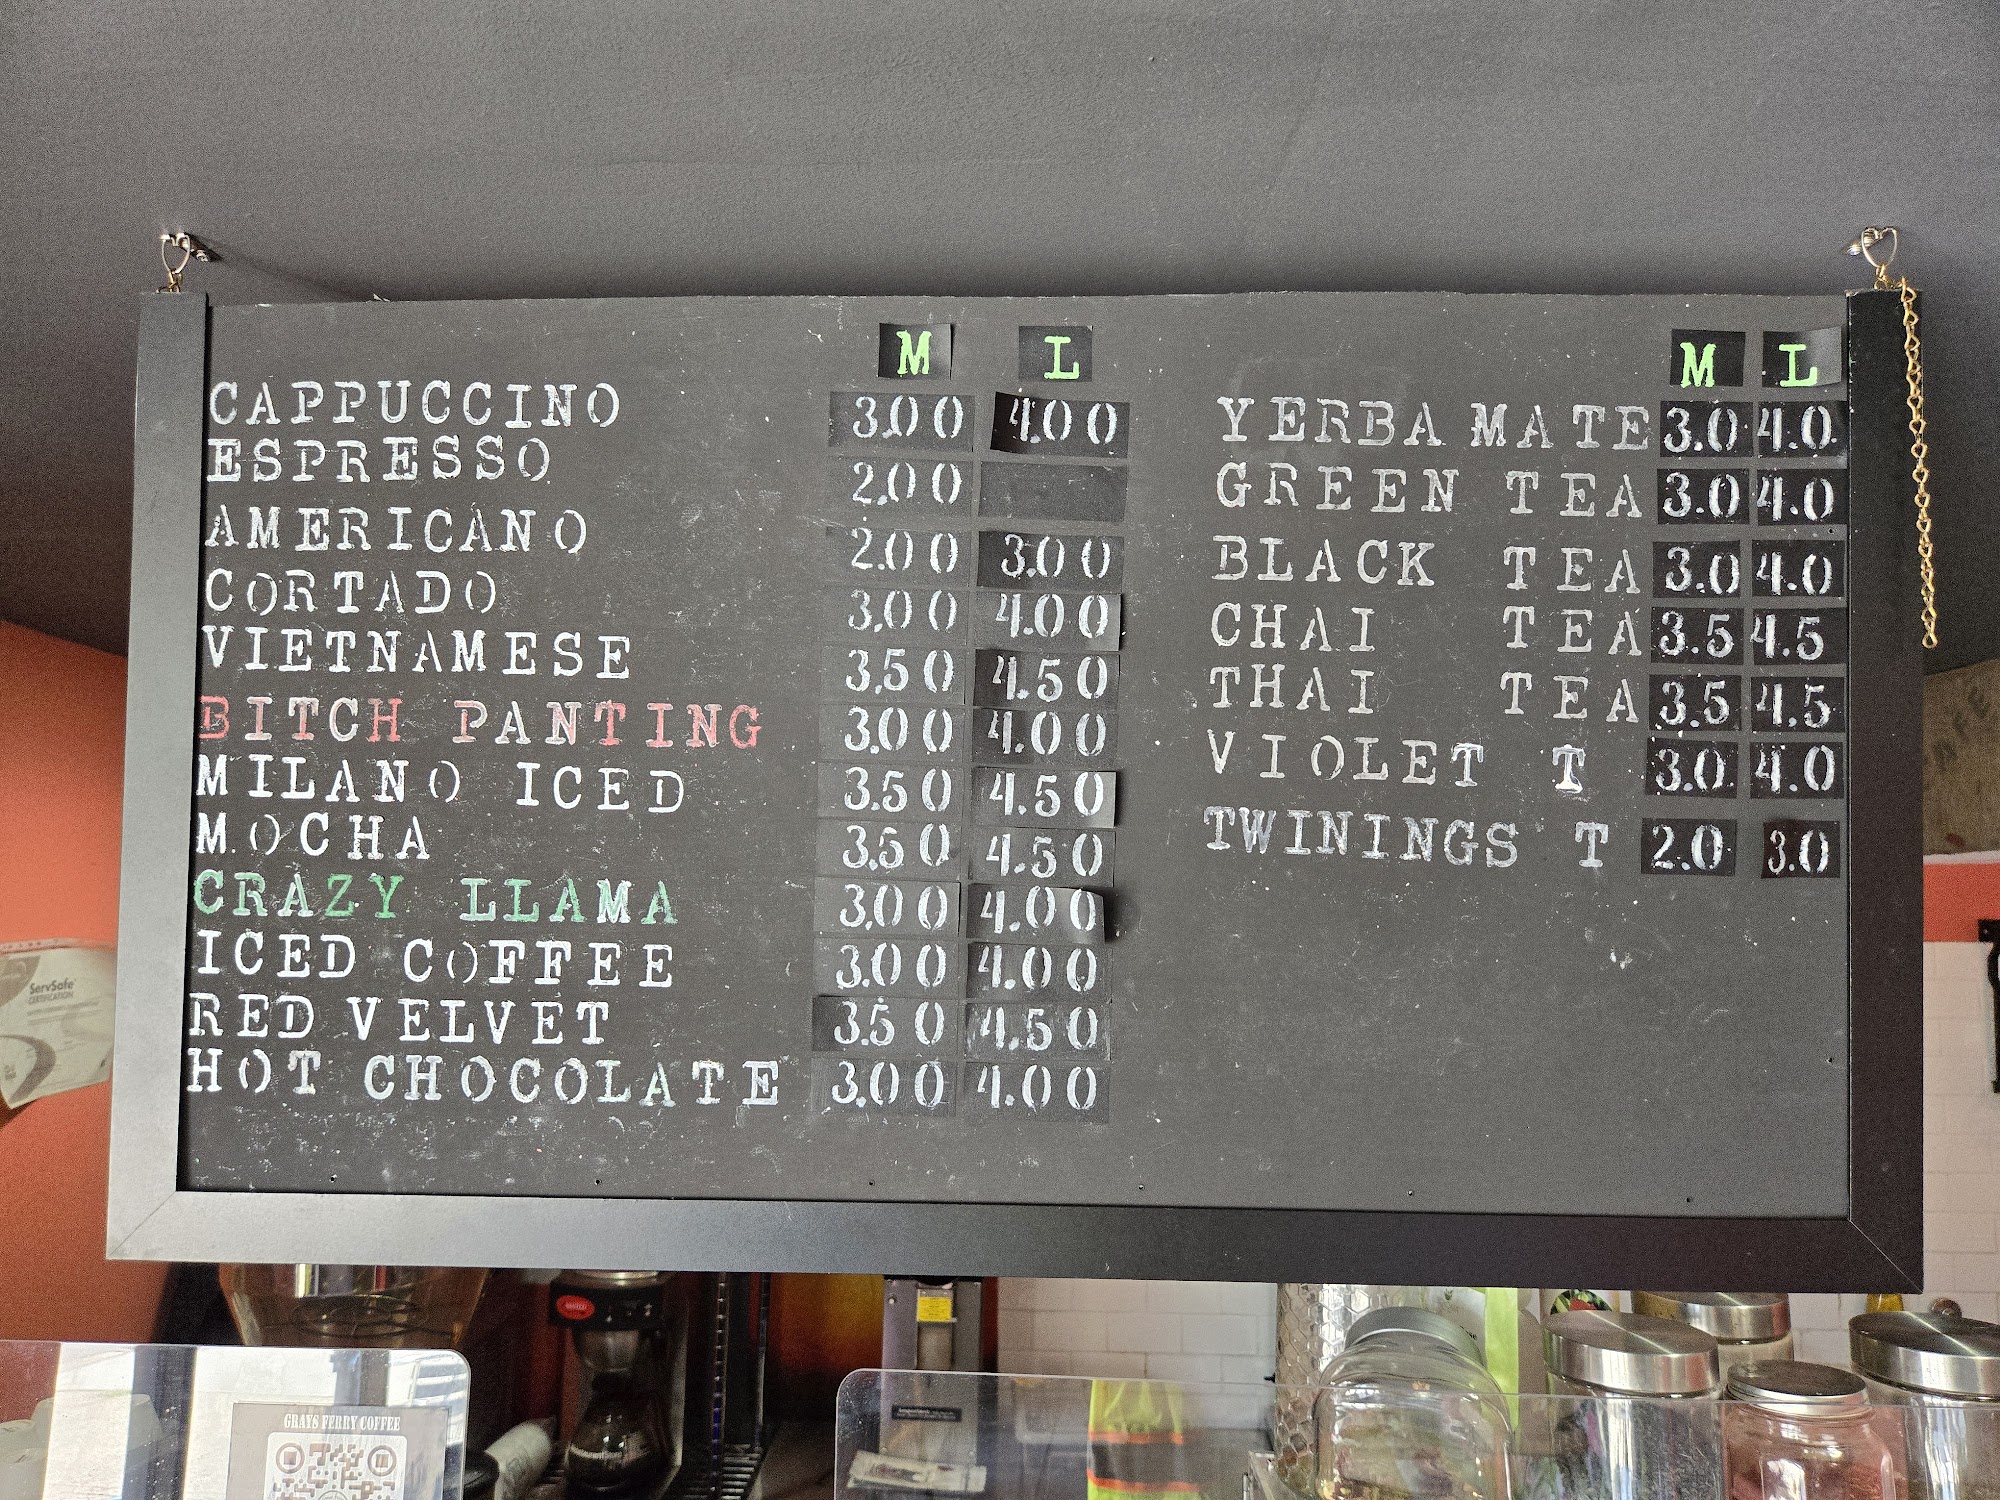 M L
CAPPUCCINO 3.00 4.00
ESPRESSO 2.00
AMERICANO 2.00 3.00
CORTADO 3.00 4.00
VIETNAMESE 3.50 4.50
BITCH PANTING 3.00 4.00
MILANO ICED 3.50 4.50
MOCHA 3.50 4.50
CRAZY LLAMA 3.00 4.00
ICED COFFEE 3.00 4.00
RED VELVET 3.50 4.50
HOT CHOCOLATE 3.00 4.00
M L
YERBA MATE 3.0 4.0
GREEN TEA 3.0 4.0
BLACK TEA 3.0 4.0
CHAI TEA 3.5 4.5
THAI TEA 3.5 4.5
VIOLET T 3.0 4.0
TWININGS T 2.0 3.0
ServSafe
CERTIFICATION
GRAYS FERRY COFFEE